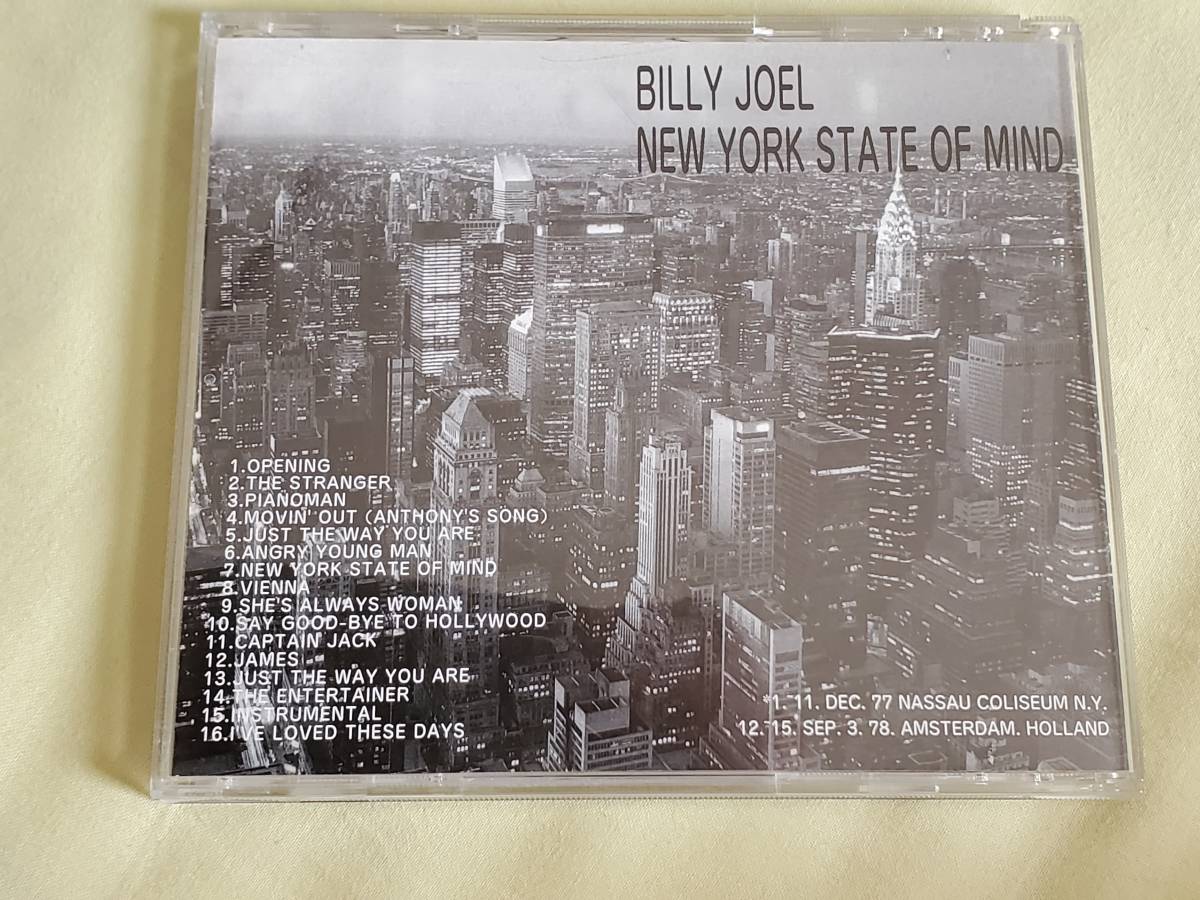 BILLY JOEL
NEW YORK STATE OF MIND
1.OPENING
2.THE STRANGER
3.PIANOMAN
4.MOVIN' OUT (ANTHONY'S SONG)
5.JUST THE WAY YOU ARE
6.ANGRY YOUNG MAN
7.NEW YORK STATE OF MIND
8.VIENNA
9.SHE'S ALWAYS WOMAN
10.SAY GOOD-BYE TO HOLLYWOOD
11.CAPTAIN JACK
12.JAMES
13.JUST THE WAY YOU ARE
14.THE ENTERTAINER
15.INSTRUMENTAL
16.I'VE LOVED THESE DAYS
*1. 11. DEC. 77 NASSAU COLISEUM N.Y.
12. 15. SEP. 3. 78. AMSTERDAM. HOLLAND